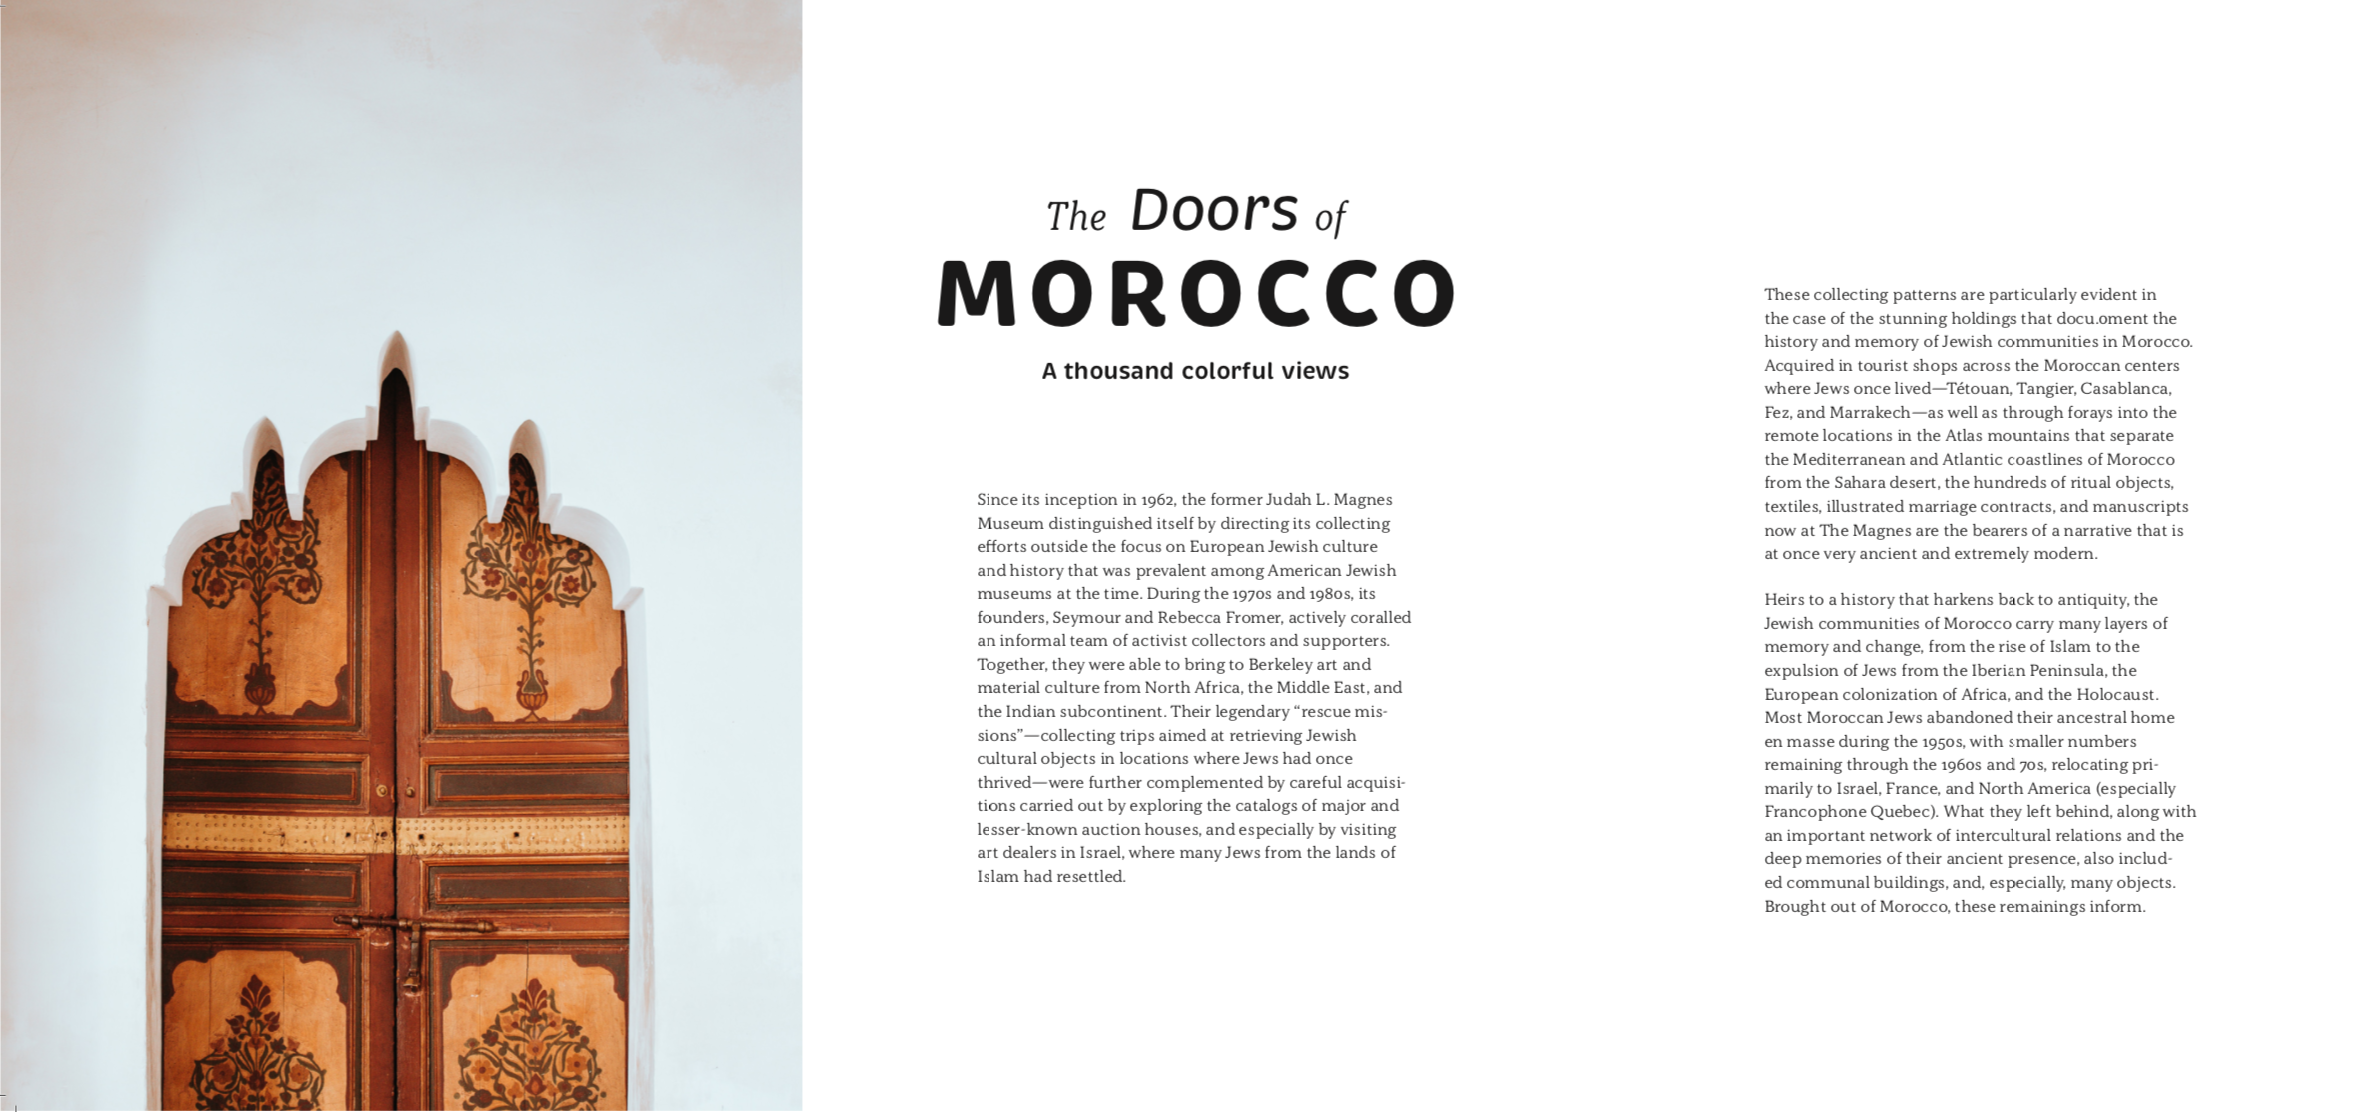 The Doors of
MOROCCO
A thousand colorful views
Since its inception in 1962, the former Judah L. Magnes
Museum distinguished itself by directing its collecting
efforts outside the focus on European Jewish culture
and history that was prevalent among American Jewish
museums at the time. During the 1970s and 1980s, its
founders, Seymour and Rebecca Fromer, actively coralled
an informal team of activist collectors and supporters.
Together, they were able to bring to Berkeley art and
material culture from North Africa, the Middle East, and
the Indian subcontinent. Their legendary “rescue mis-
sions”—collecting trips aimed at retrieving Jewish
cultural objects in locations where Jews had once
thrived—were further complemented by careful acquisi-
tions carried out by exploring the catalogs of major and
lesser-known auction houses, and especially by visiting
art dealers in Israel, where many Jews from the lands of
Islam had resettled.
These collecting patterns are particularly evident in
the case of the stunning holdings that docu.oment the
history and memory of Jewish communities in Morocco.
Acquired in tourist shops across the Moroccan centers
where Jews once lived—Tétouan, Tangier, Casablanca,
Fez, and Marrakech—as well as through forays into the
remote locations in the Atlas mountains that separate
the Mediterranean and Atlantic coastlines of Morocco
from the Sahara desert, the hundreds of ritual objects,
textiles, illustrated marriage contracts, and manuscripts
now at The Magnes are the bearers of a narrative that is
at once very ancient and extremely modern.
Heirs to a history that harkens back to antiquity, the
Jewish communities of Morocco carry many layers of
memory and change, from the rise of Islam to the
expulsion of Jews from the Iberian Peninsula, the
European colonization of Africa, and the Holocaust.
Most Moroccan Jews abandoned their ancestral home
en masse during the 1950s, with smaller numbers
remaining through the 1960s and 70s, relocating pri-
marily to Israel, France, and North America (especially
Francophone Quebec). What they left behind, along with
an important network of intercultural relations and the
deep memories of their ancient presence, also includ-
ed communal buildings, and, especially, many objects.
Brought out of Morocco, these remainings inform.